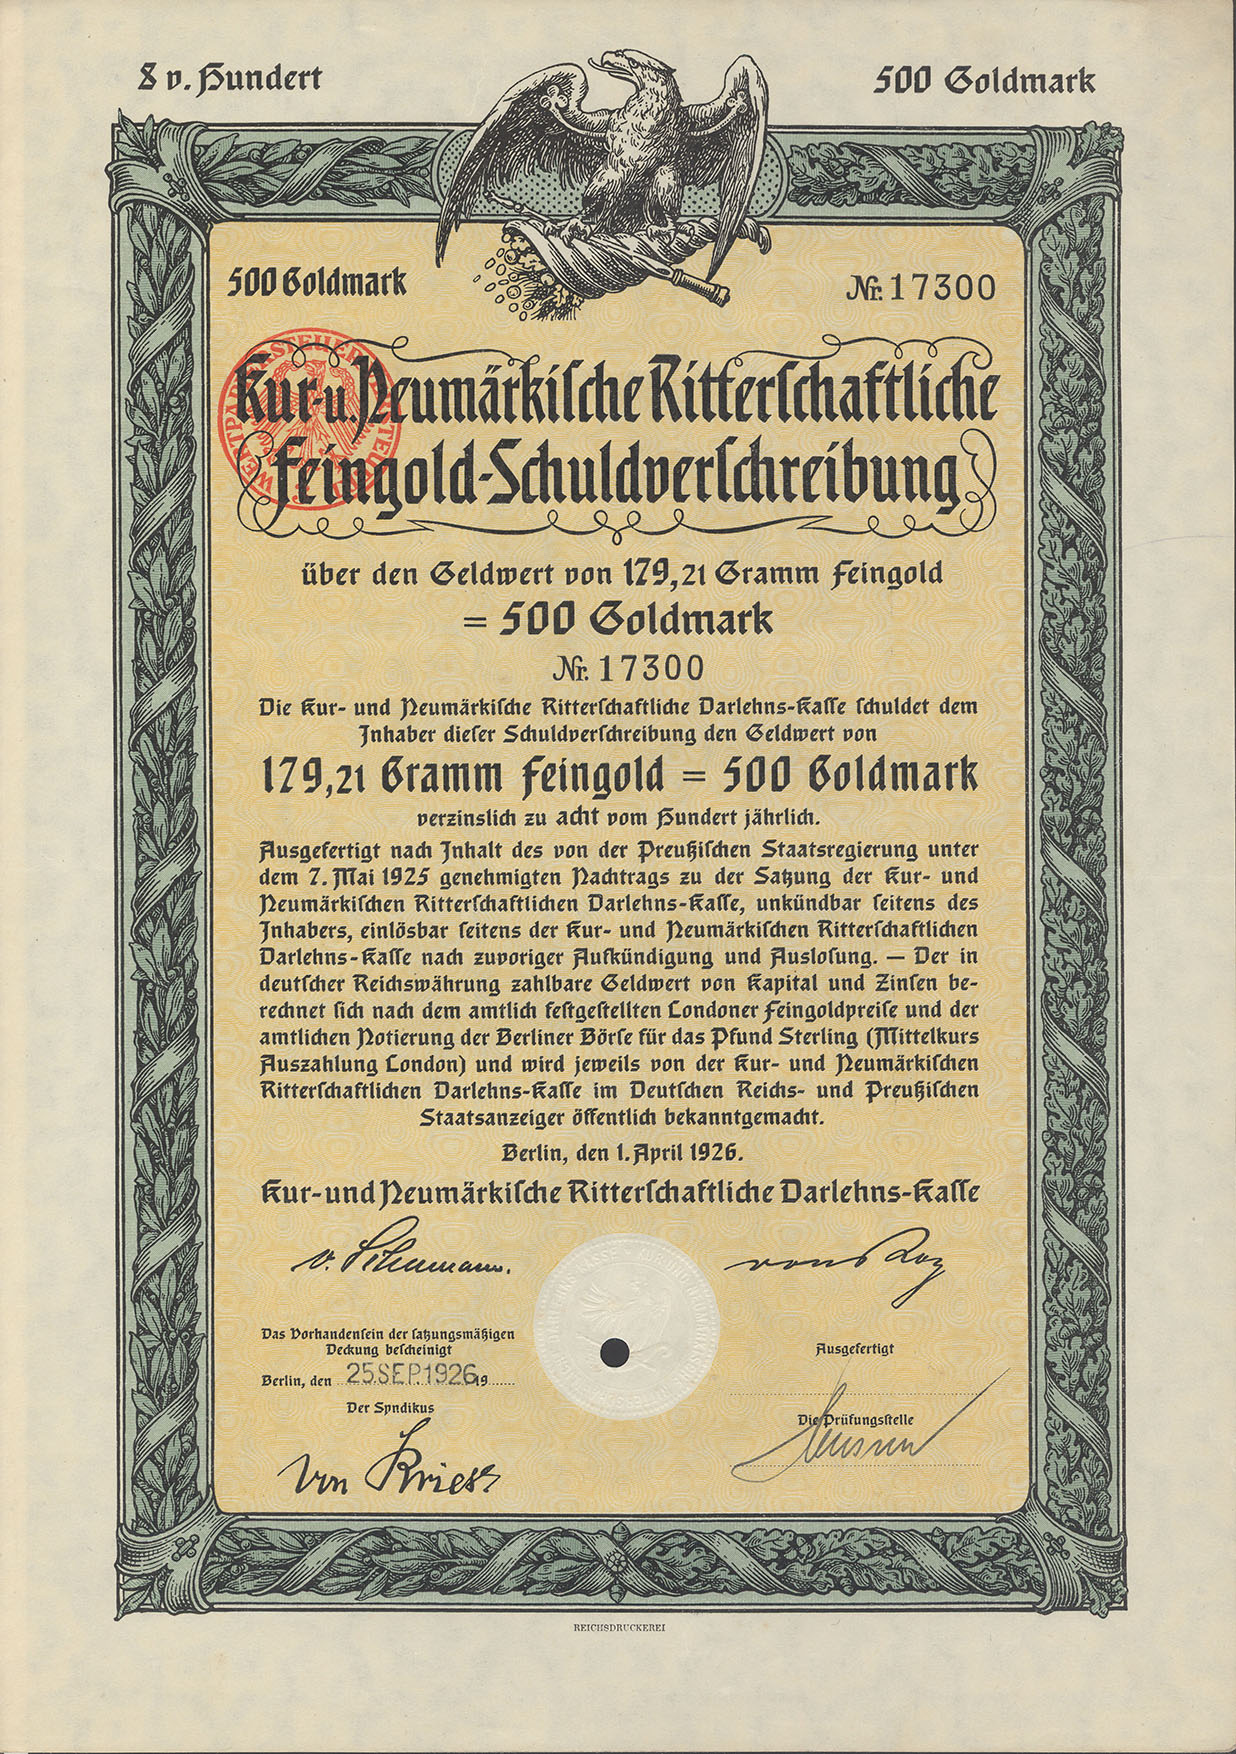 8 v. Hundert
500 Goldmark
500 Goldmark
Nr. 17300
Kur- u. Neumärkiſche Ritterſchaftliche
Feingold-Schuldverſchreibung
über den Geldwert von 179,21 Gramm Feingold
= 500 Goldmark
Nr. 17300
Die Kur- und Neumärkiſche Ritterſchaftliche Darlehns-Kaſſe ſchuldet dem
Inhaber dieſer Schuldverſchreibung den Geldwert von
179,21 Gramm Feingold = 500 Goldmark
verzinslich zu acht vom Hundert jährlich.
Ausgefertigt nach Inhalt des von der Preußiſchen Staatsregierung unter
dem 7. Mai 1925 genehmigten Nachtrags zu der Satzung der Kur- und
Neumärkiſchen Ritterſchaftlichen Darlehns-Kaſſe, unkündbar ſeitens des
Inhabers, einlösbar ſeitens der Kur- und Neumärkiſchen Ritterſchaftlichen
Darlehns-Kaſſe nach zuvoriger Aufkündigung und Ausloſung. — Der in
deutſcher Reichswährung zahlbare Geldwert von Kapital und Zinſen be-
rechnet ſich nach dem amtlich feſtgeſtellten Londoner Feingoldpreiſe und der
amtlichen Notierung der Berliner Börſe für das Pfund Sterling (Mittelkurs
Auszahlung London) und wird jeweils von der Kur- und Neumärkiſchen
Ritterſchaftlichen Darlehns-Kaſſe im Deutſchen Reichs- und Preußiſchen
Staatsanzeiger öffentlich bekanntgemacht.
Berlin, den 1. April 1926.
Kur- und Neumärkiſche Ritterſchaftliche Darlehns-Kaſſe
Das Vorhandenſein der ſatzungsmäßigen
Deckung beſcheinigt
Berlin, den 25. SEP. 1926 19
Der Syndikus
von Kries
Ausgefertigt
Die Prüfungsſtelle
REICHSDRUCKEREI